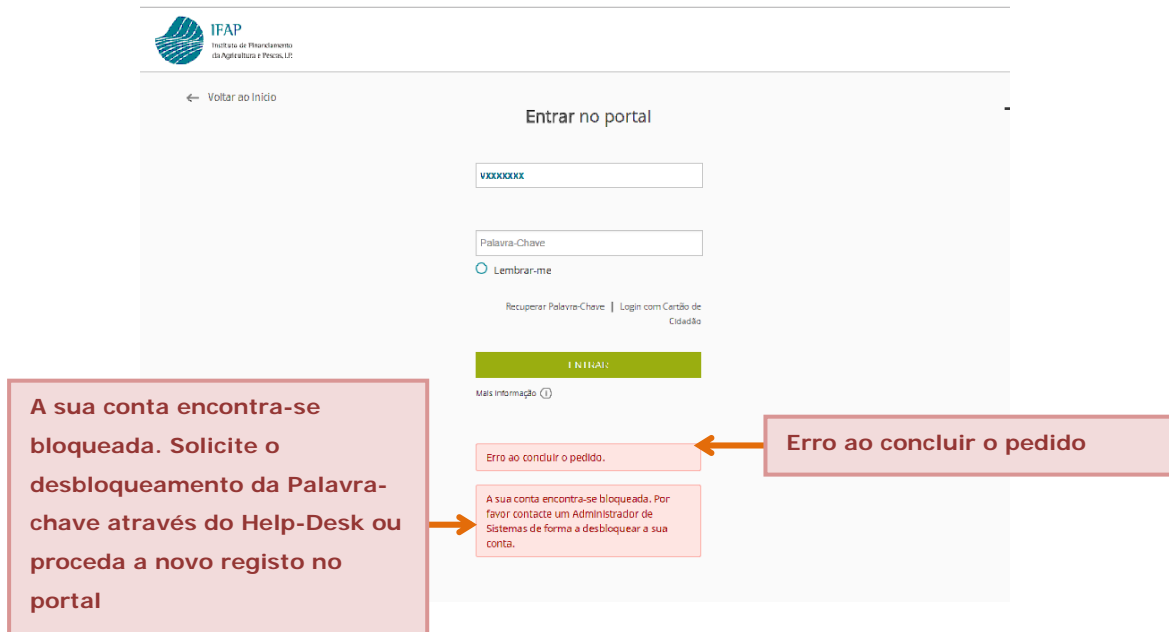 IFAP
Instituto de Financiamento
da Agricultura e Pescas, I.P.
← Voltar ao Início
Entrar no portal
vxxxxxxx
Palavra-Chave
Lembrar-me
Recuperar Palavra-Chave | Login com Cartão de
Cidadão
ENTRAR
Mais informação
Erro ao concluir o pedido.
A sua conta encontra-se bloqueada. Por
favor contacte um Administrador de
Sistemas de forma a desbloquear a sua
conta.
A sua conta encontra-se
bloqueada. Solicite o
desbloqueamento da Palavra-
chave através do Help-Desk ou
proceda a novo registo no
portal
Erro ao concluir o pedido